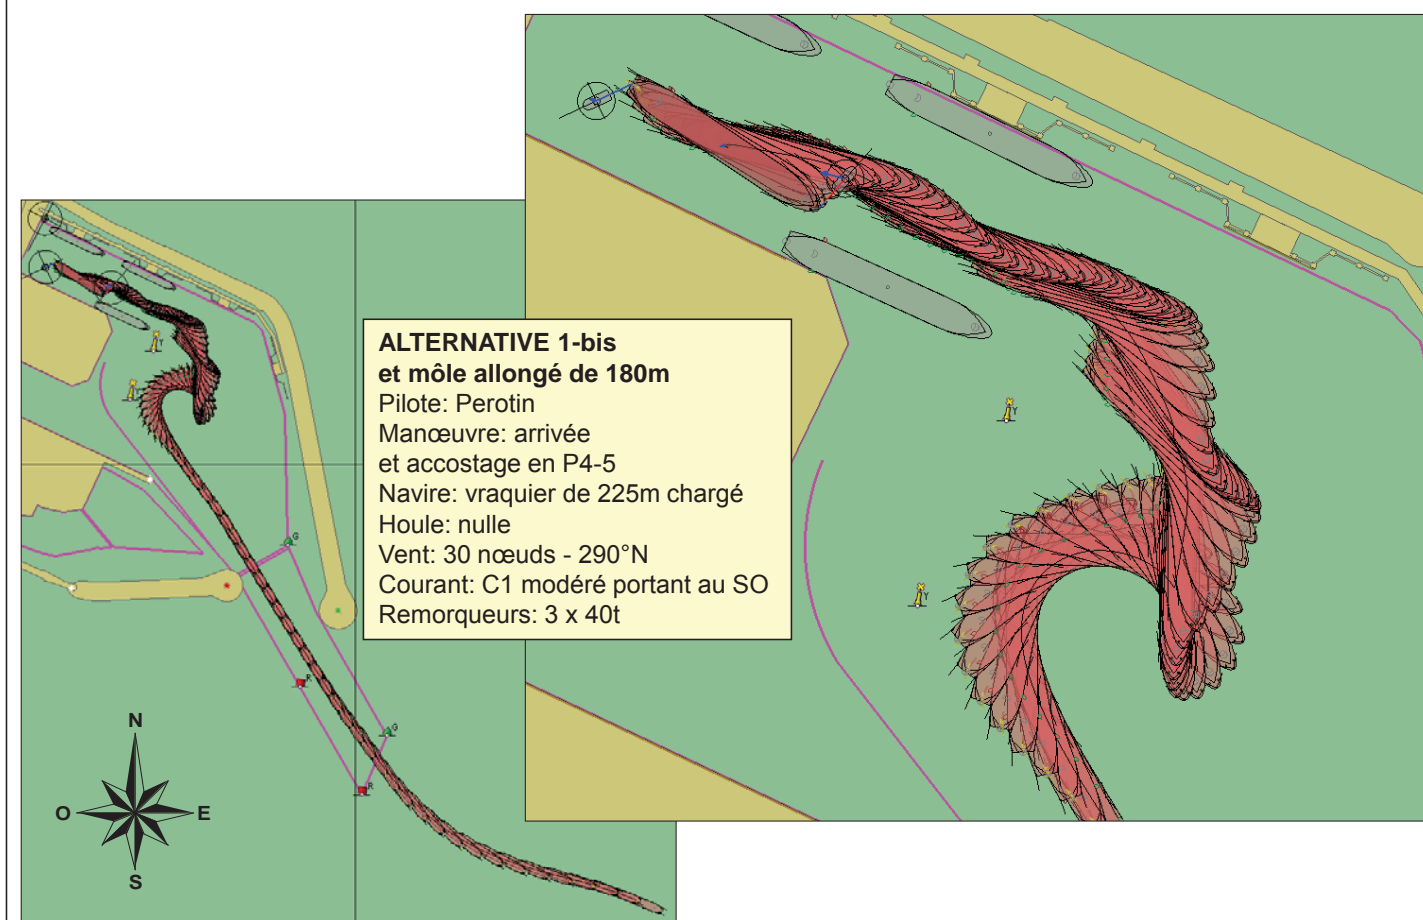 ALTERNATIVE 1-bis
et môle allongé de 180m
Pilote: Perotin
Manœuvre: arrivée
et accostage en P4-5
Navire: vraquier de 225m chargé
Houle: nulle
Vent: 30 nœuds - 290°N
Courant: C1 modéré portant au SO
Remorqueurs: 3 x 40t
Y
Y
Y
G
R
G
R
N
O
E
S